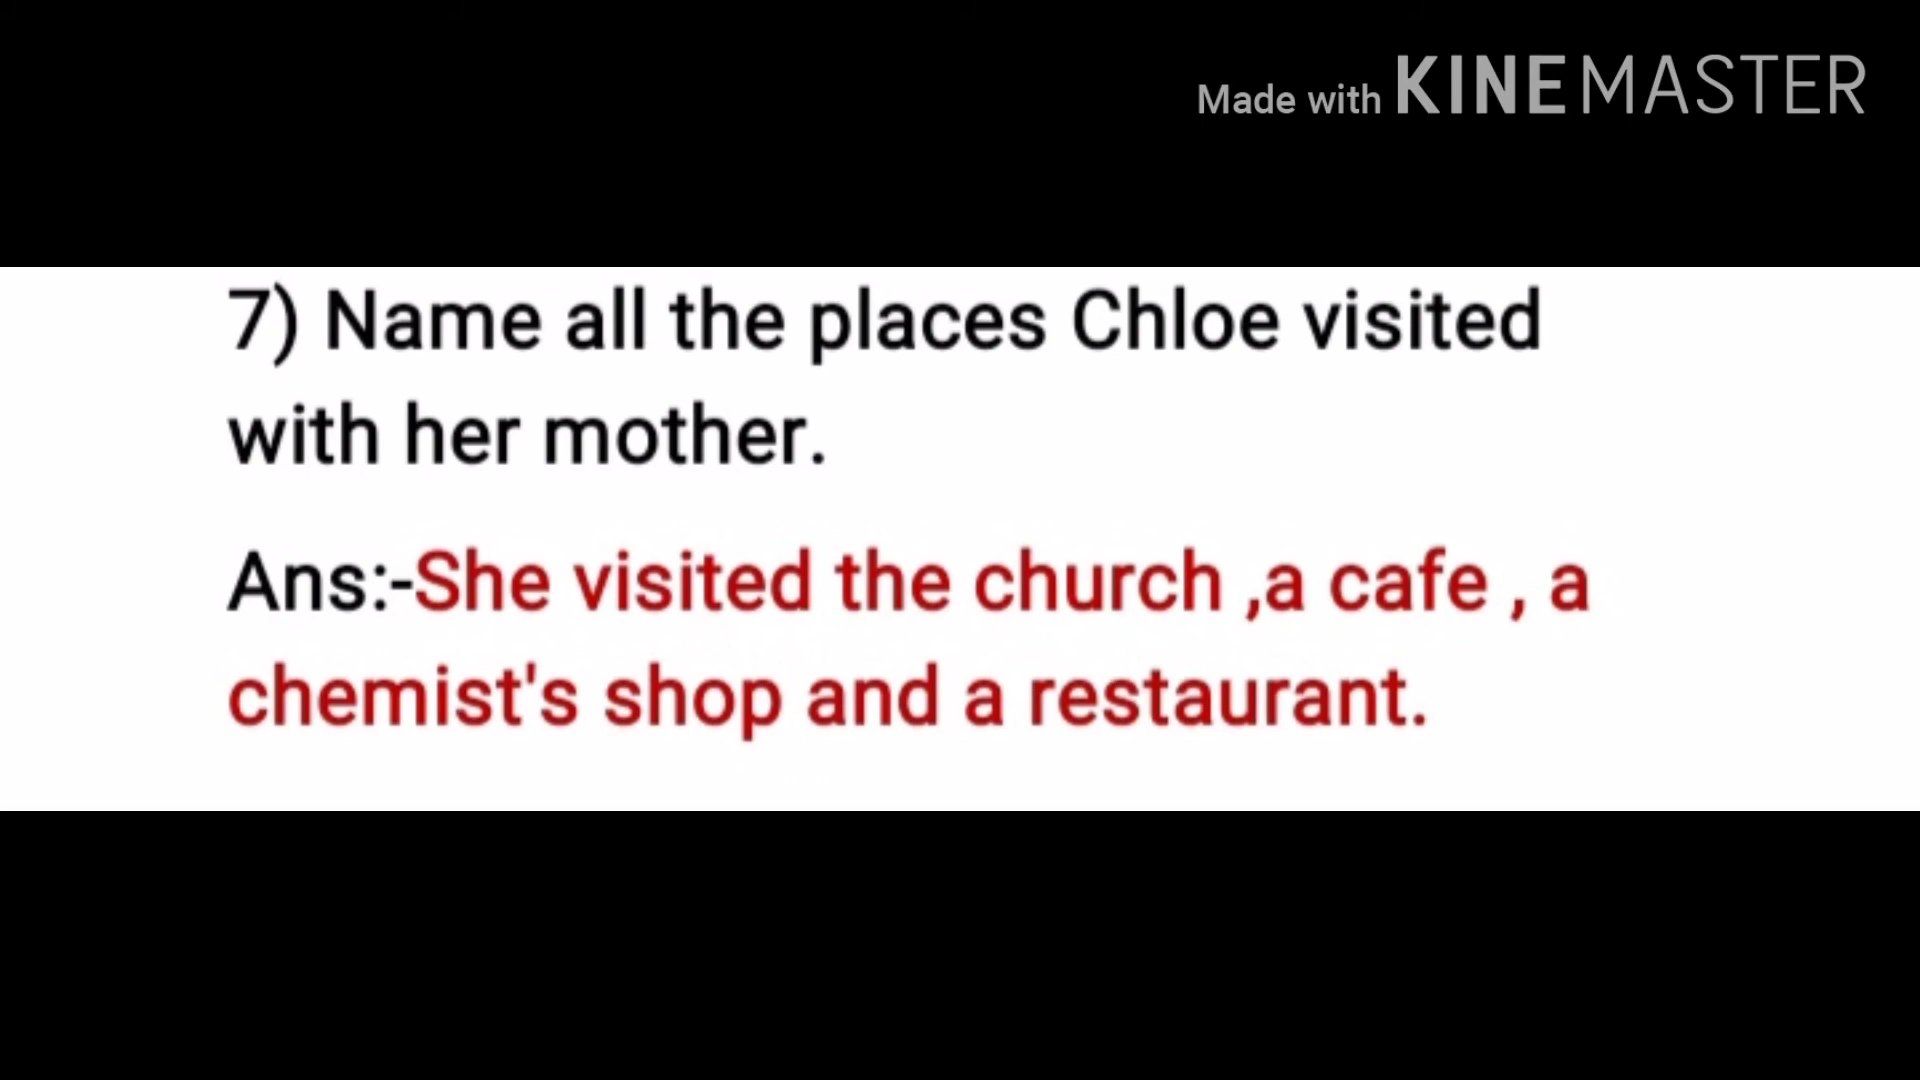 Made with KINEMASTER
7) Name all the places Chloe visited
with her mother.
Ans:-She visited the church ,a cafe , a
chemist's shop and a restaurant.